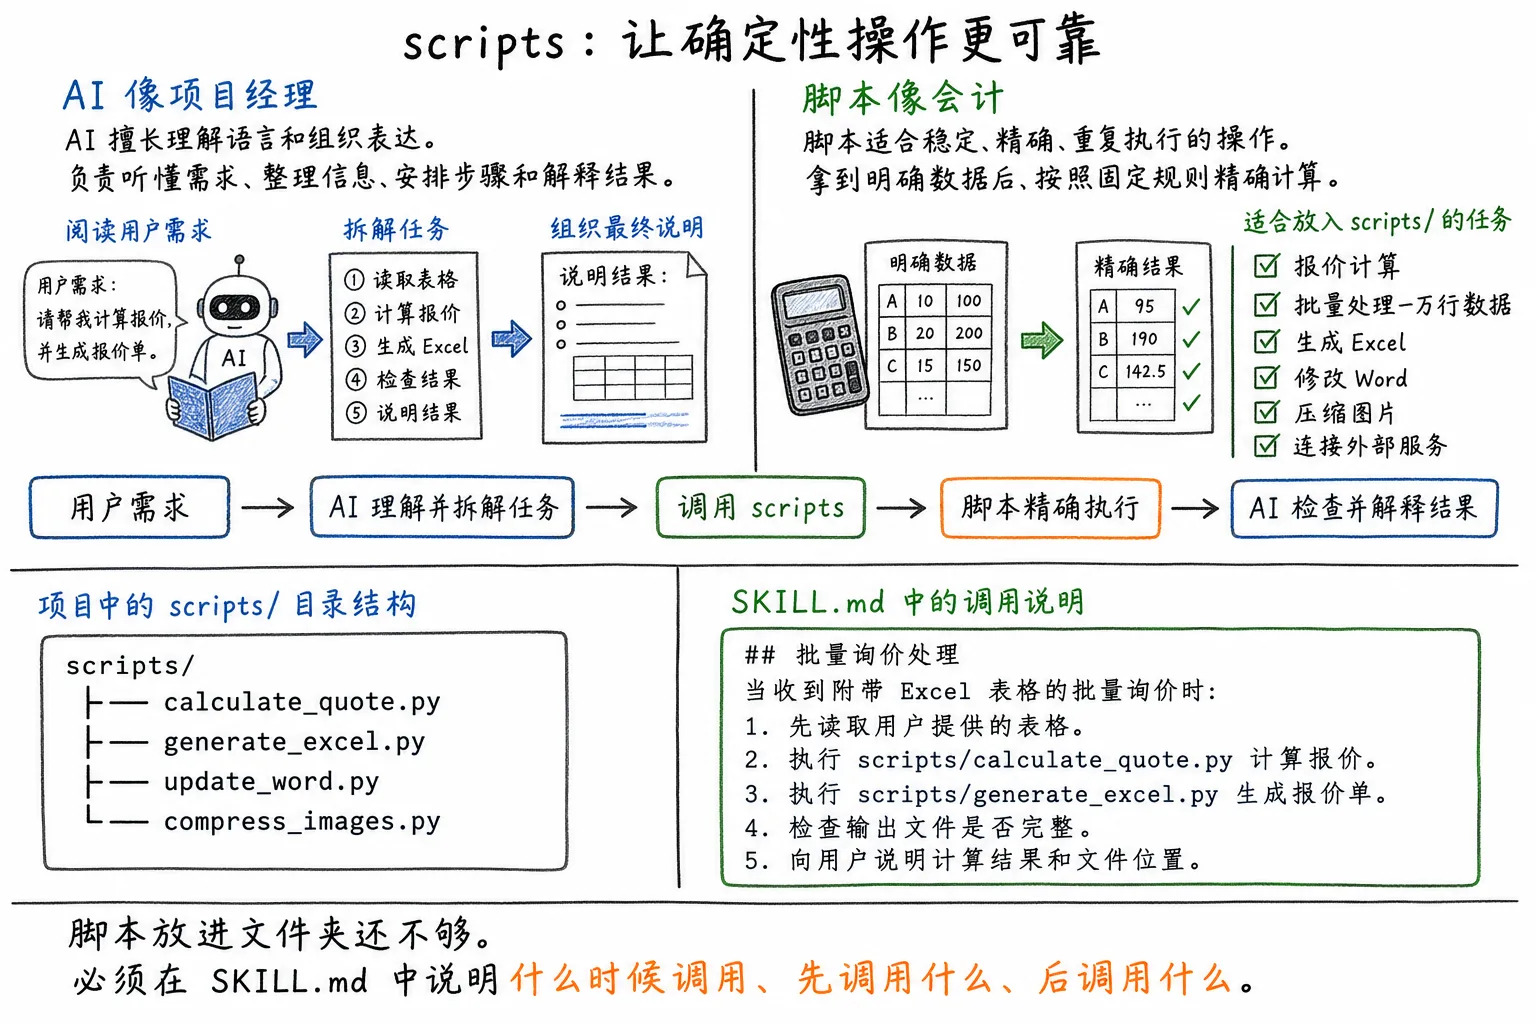 scripts：让确定性操作更可靠
AI 像项目经理
AI 擅长理解语言和组织表达。
负责听懂需求、整理信息、安排步骤和解释结果。
阅读用户需求
用户需求：
请帮我计算报价，
并生成报价单。
AI
拆解任务
① 读取表格
② 计算报价
③ 生成 Excel
④ 检查结果
⑤ 说明结果
组织最终说明
说明结果：
脚本像会计
脚本适合稳定、精确、重复执行的操作。
拿到明确数据后、按照固定规则精确计算。
明确数据
A 10 100
B 20 200
C 15 150
...
精确结果
A 95 ✓
B 190 ✓
C 142.5 ✓
... ✓
适合放入 scripts/ 的任务
☑ 报价计算
☑ 批量处理一万行数据
☑ 生成 Excel
☑ 修改 Word
☑ 压缩图片
☑ 连接外部服务
用户需求
AI 理解并拆解任务
调用 scripts
脚本精确执行
AI 检查并解释结果
项目中的 scripts/ 目录结构
scripts/
├── calculate_quote.py
├── generate_excel.py
├── update_word.py
└── compress_images.py
SKILL.md 中的调用说明
## 批量询价处理
当收到附带 Excel 表格的批量询价时:
1. 先读取用户提供的表格。
2. 执行 scripts/calculate_quote.py 计算报价。
3. 执行 scripts/generate_excel.py 生成报价单。
4. 检查输出文件是否完整。
5. 向用户说明计算结果和文件位置。
脚本放进文件夹还不够。
必须在 SKILL.md 中说明什么时候调用、先调用什么、后调用什么。